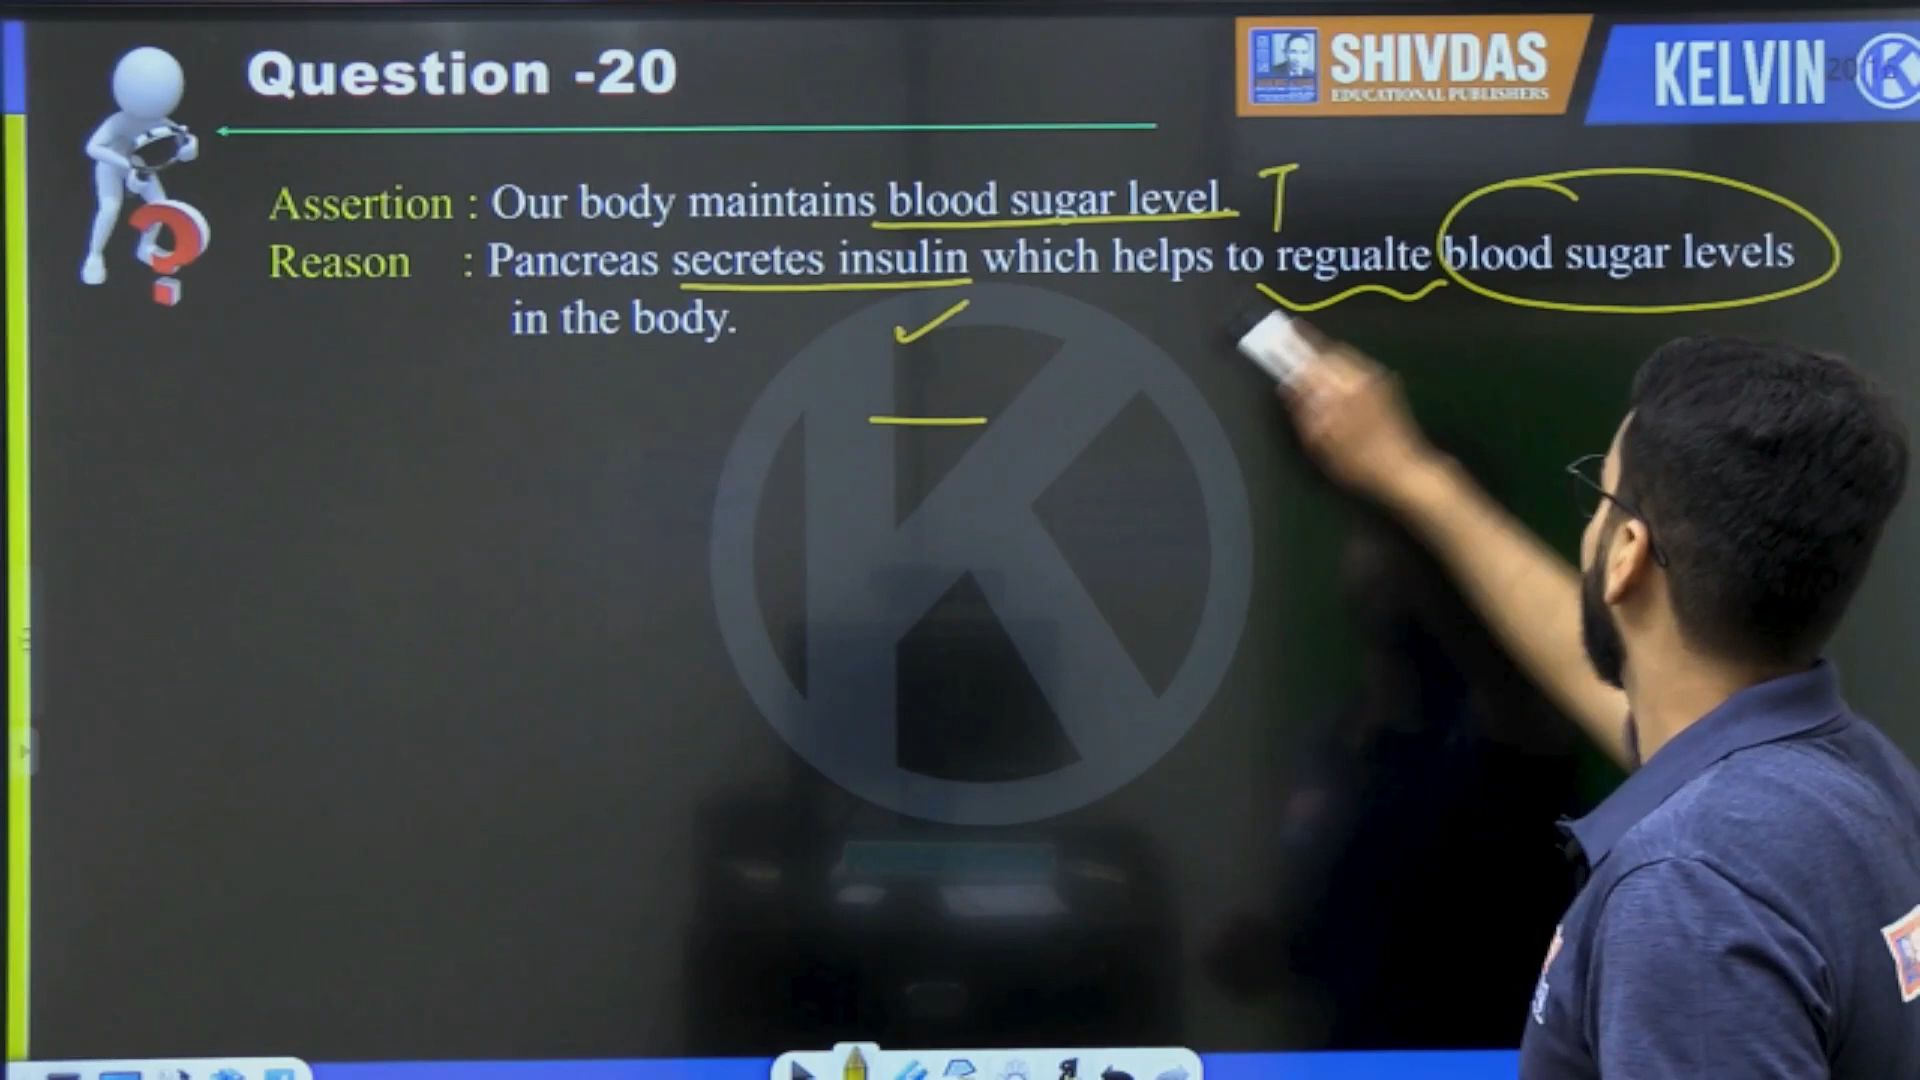 Question -20
SHIVDAS
EDUCATIONAL PUBLISHERS
KELVIN
Assertion : Our body maintains blood sugar level. T
Reason : Pancreas secretes insulin which helps to regualte blood sugar levels
in the body.